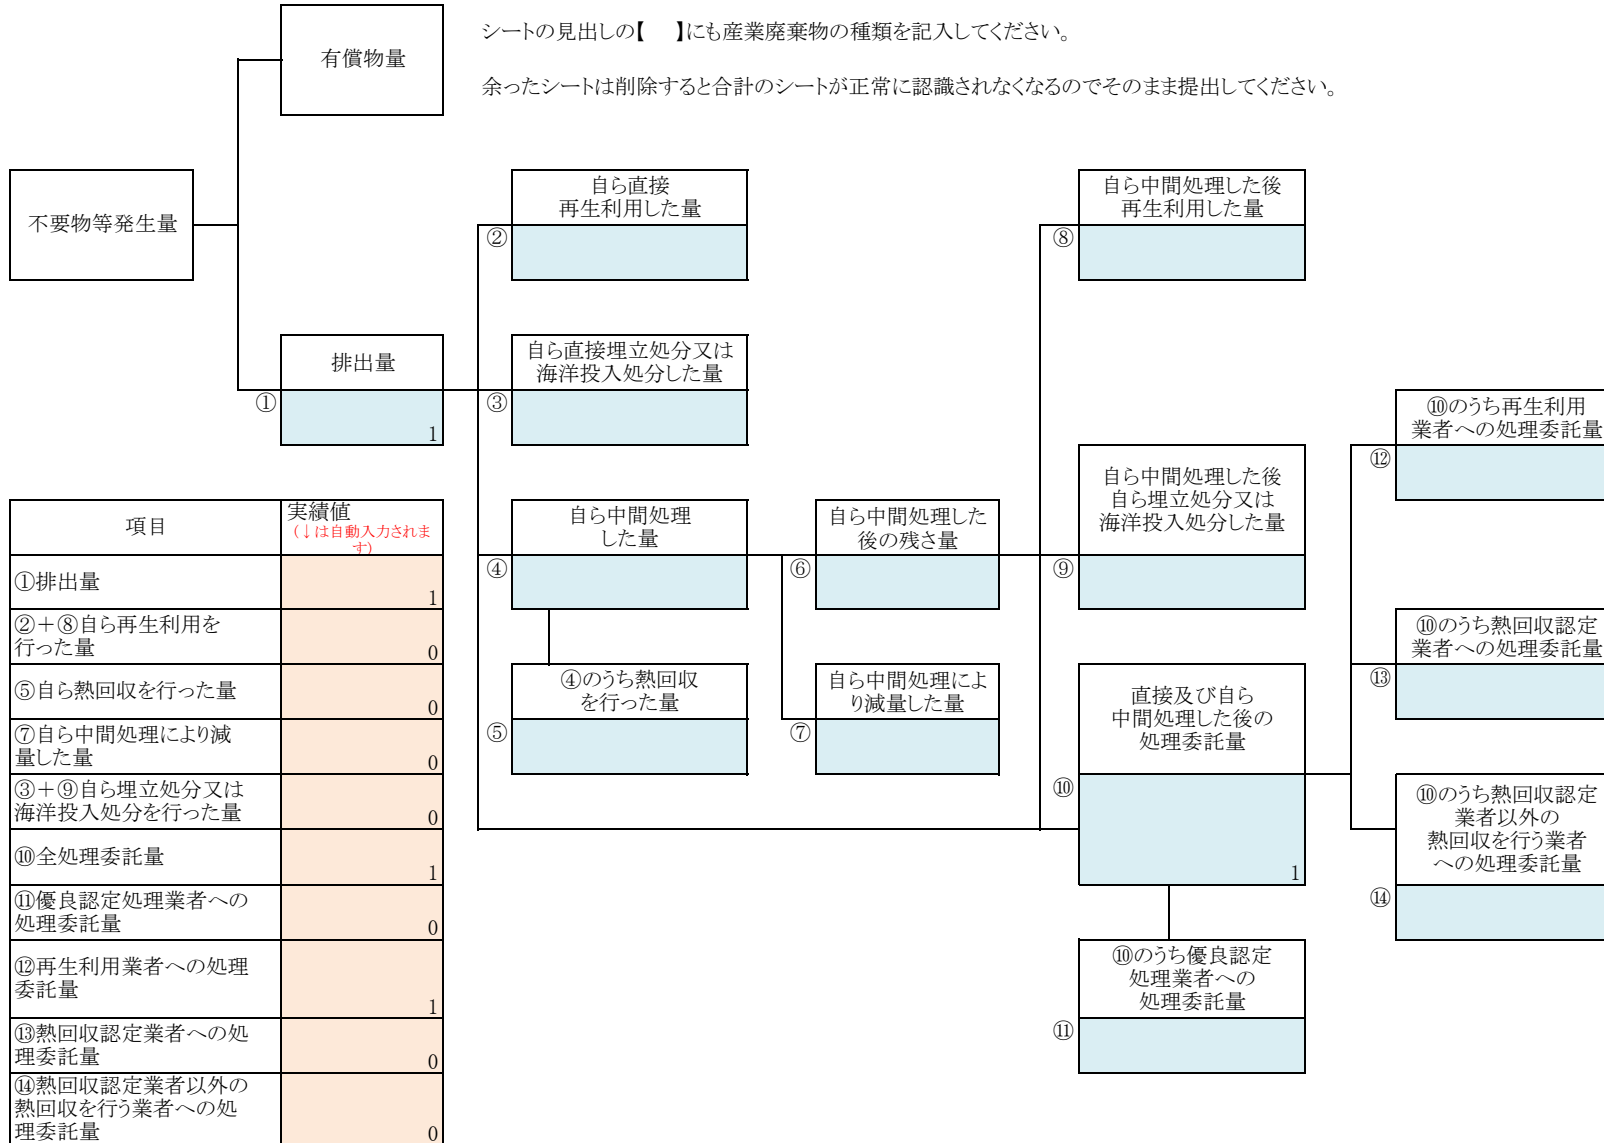 シートの見出しの【　】にも産業廃棄物の種類を記入してください。
余ったシートは削除すると合計のシートが正常に認識されなくなるのでそのまま提出してください。
有償物量
不要物等発生量
排出量
①
1
自ら直接
再生利用した量
②
自ら直接埋立処分又は
海洋投入処分した量
③
自ら中間処理
した量
④
④のうち熱回収
を行った量
⑤
自ら中間処理した
後の残さ量
⑥
自ら中間処理によ
り減量した量
⑦
自ら中間処理した後
再生利用した量
⑧
自ら中間処理した後
自ら埋立処分又は
海洋投入処分した量
⑨
直接及び自ら
中間処理した後の
処理委託量
⑩
1
⑩のうち優良認定
処理業者への
処理委託量
⑪
⑩のうち再生利用
業者への処理委託量
⑫
⑩のうち熱回収認定
業者への処理委託量
⑬
⑩のうち熱回収認定
業者以外の
熱回収を行う業者
への処理委託量
⑭
項目
実績値
(↓は自動入力されま
す)
①排出量
1
②＋⑧自ら再生利用を
行った量
0
⑤自ら熱回収を行った量
0
⑦自ら中間処理により減
量した量
0
③＋⑨自ら埋立処分又は
海洋投入処分を行った量
0
⑩全処理委託量
1
⑪優良認定処理業者への
処理委託量
0
⑫再生利用業者への処理
委託量
1
⑬熱回収認定業者への処
理委託量
0
⑭熱回収認定業者以外の
熱回収を行う業者への処
理委託量
0